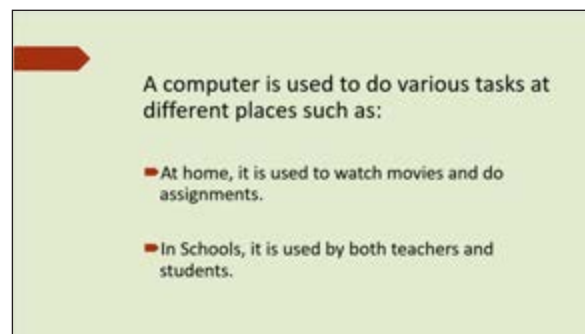 A computer is used to do various tasks at
different places such as:
At home, it is used to watch movies and do
assignments.
In Schools, it is used by both teachers and
students.